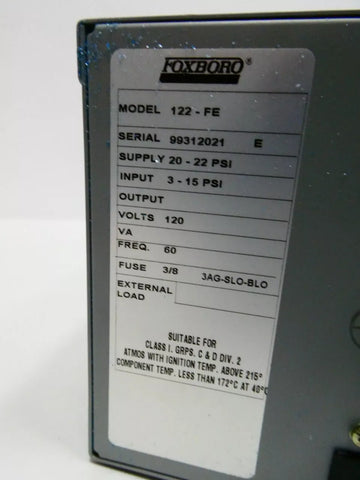 FOXBORO®
MODEL 122 - FE
SERIAL 99312021 E
SUPPLY 20 - 22 PSI
INPUT 3 - 15 PSI
OUTPUT
VOLTS 120
VA
FREQ. 60
FUSE 3/8 3AG-SLO-BLO
EXTERNAL
LOAD
SUITABLE FOR
CLASS I. GRPS. C & D DIV. 2
ATMOS WITH IGNITION TEMP. ABOVE 215°
COMPONENT TEMP. LESS THAN 172°C AT 40°C